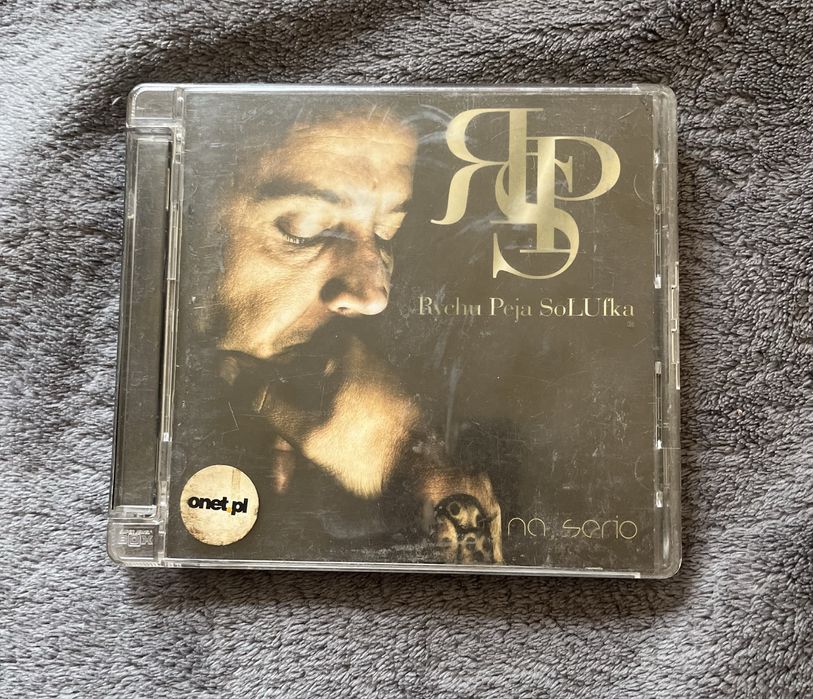 RPS
Rychu Peja SoLUfka
onet.pl
na serio